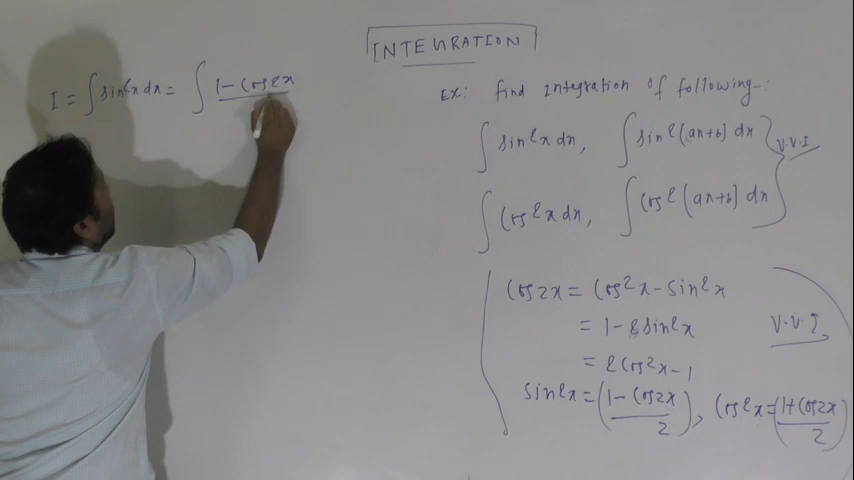 INTEGRATION
I = ∫ sin²x dx = ∫ 1 - cos2x
Ex: find integration of following -:
∫ sin²x dx, ∫ sin²(ax+b) dx
V.V.I
∫ cos²x dx, ∫ cos²(ax+b) dx
cos2x = cos²x - sin²x
= 1 - 2sin²x
V.V.I
= 2cos²x - 1
sin²x = (1 - cos2x / 2), cos²x = (1 + cos2x / 2)